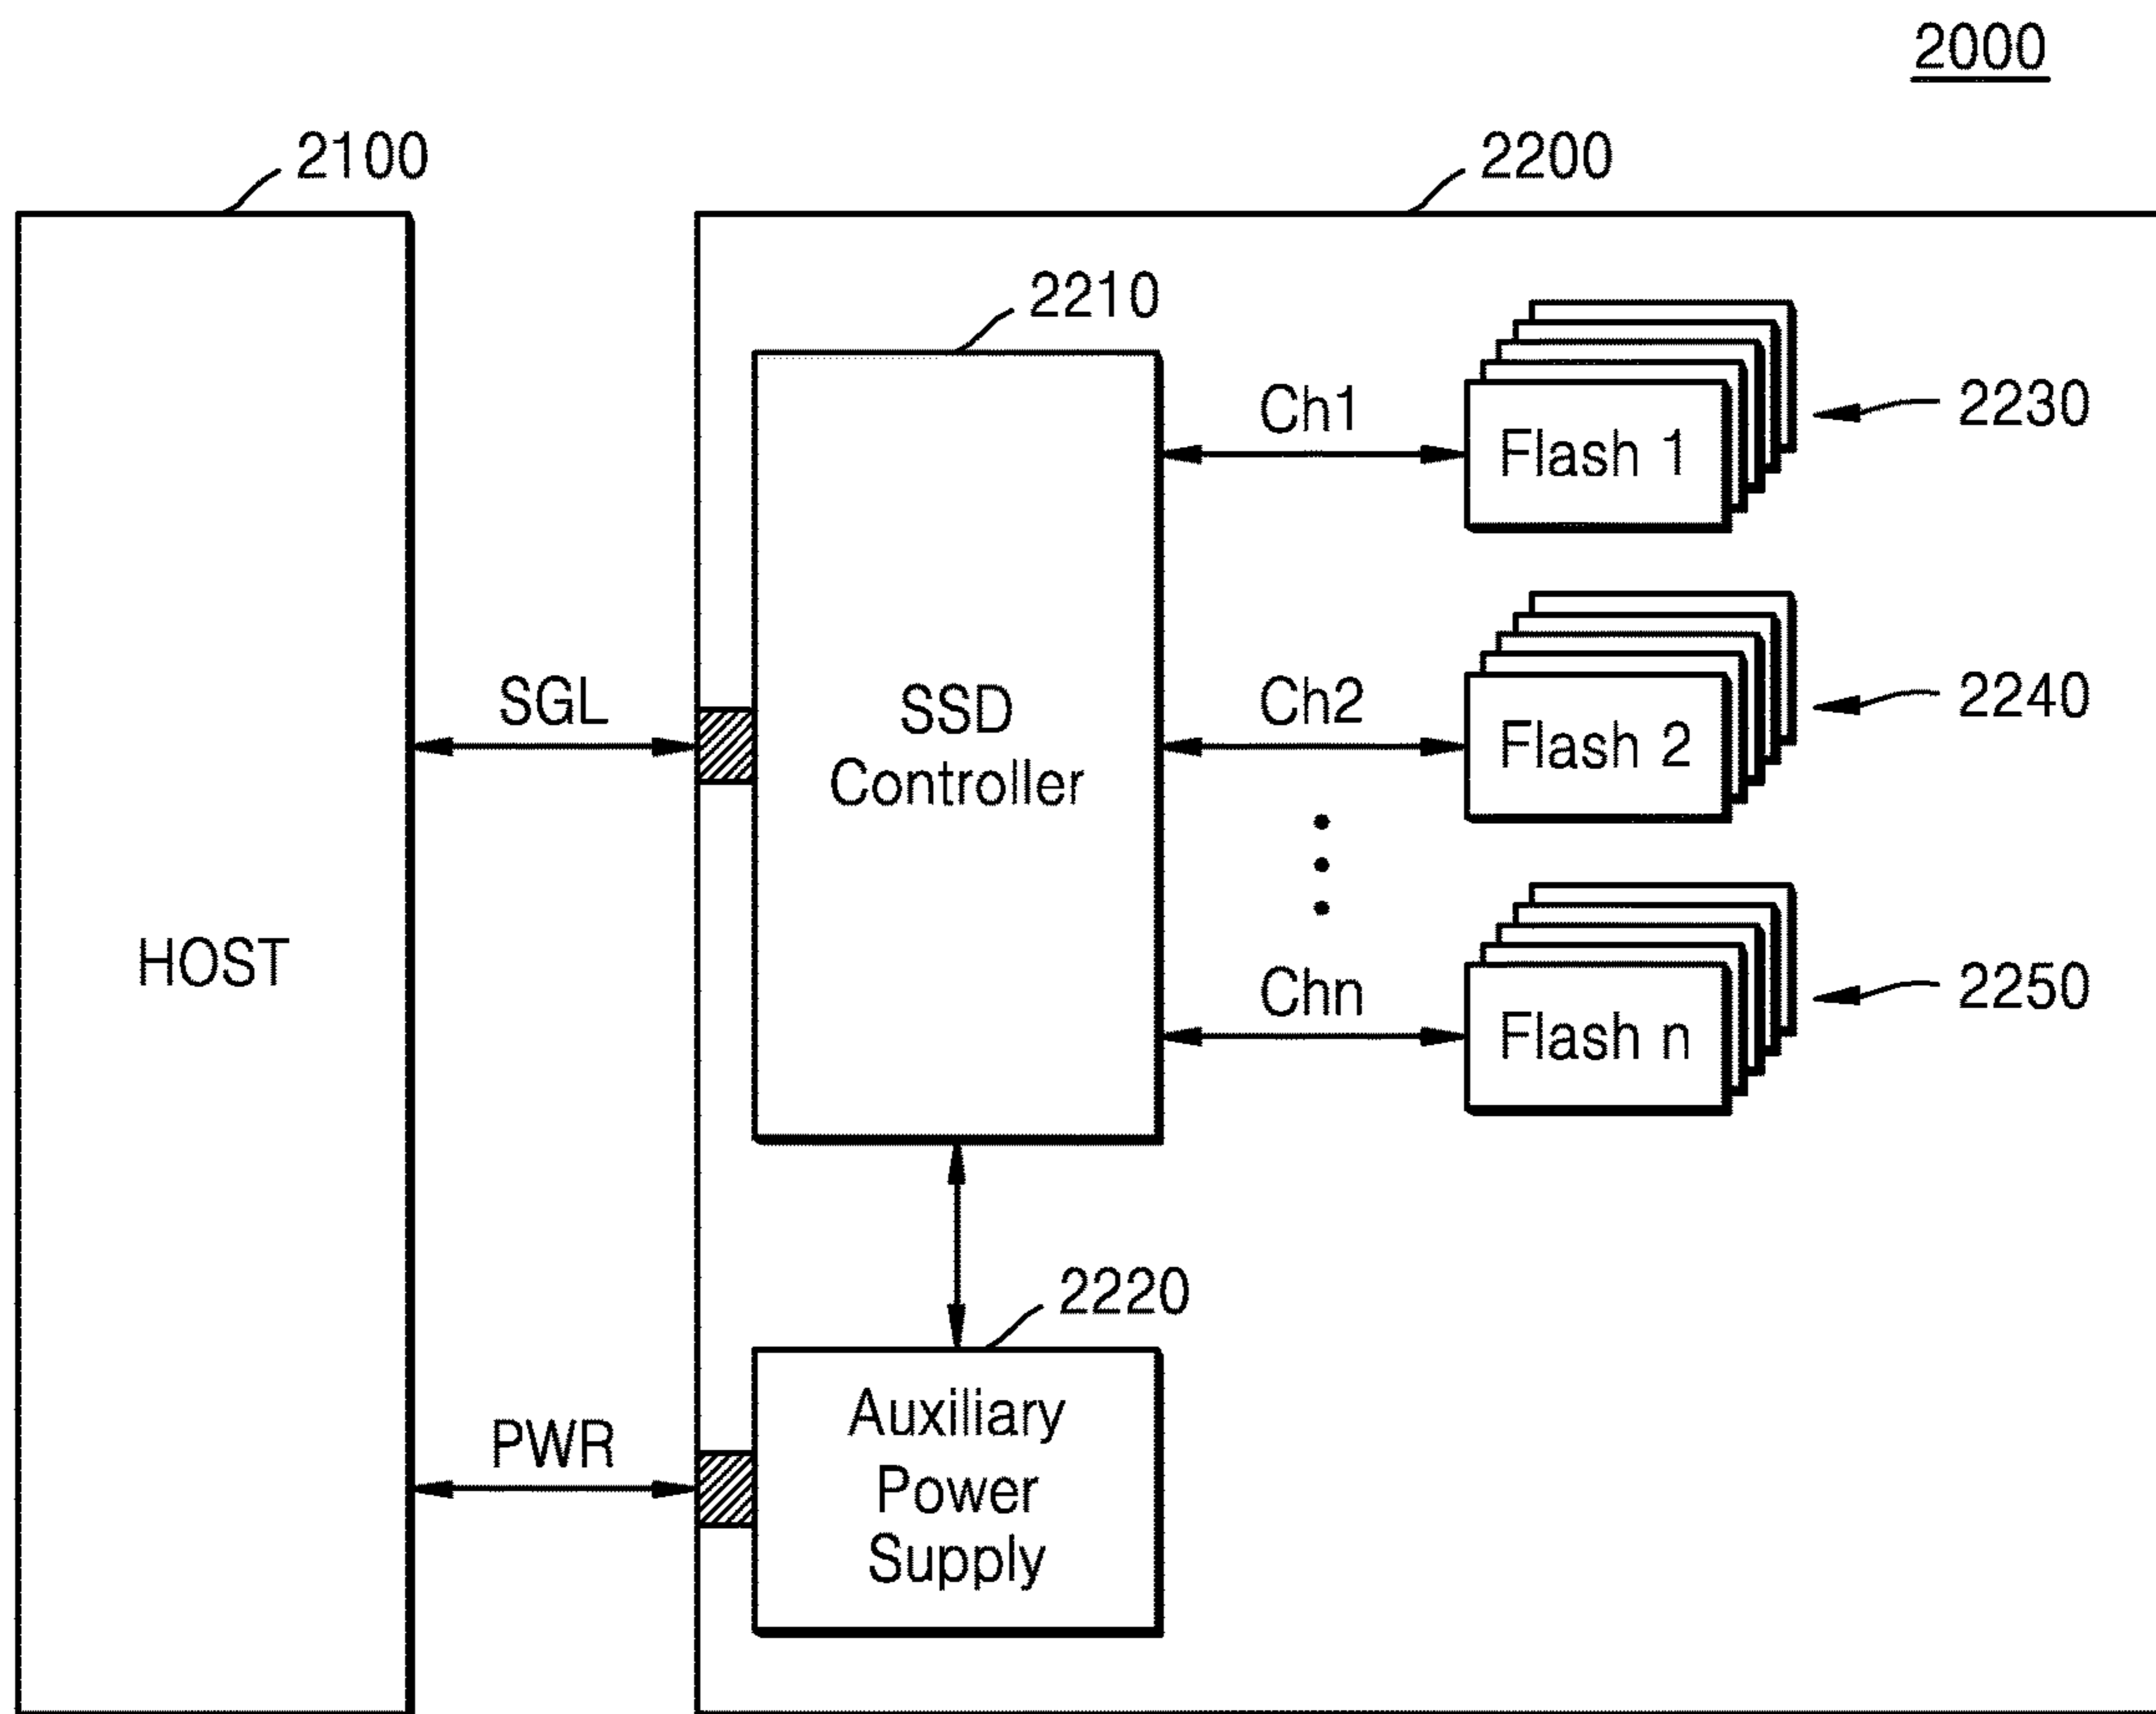 2000
2100
2200
2210
Ch1
Flash 1
2230
SGL
SSD
Controller
Ch2
Flash 2
2240
HOST
Chn
Flash n
2250
2220
PWR
Auxiliary
Power
Supply